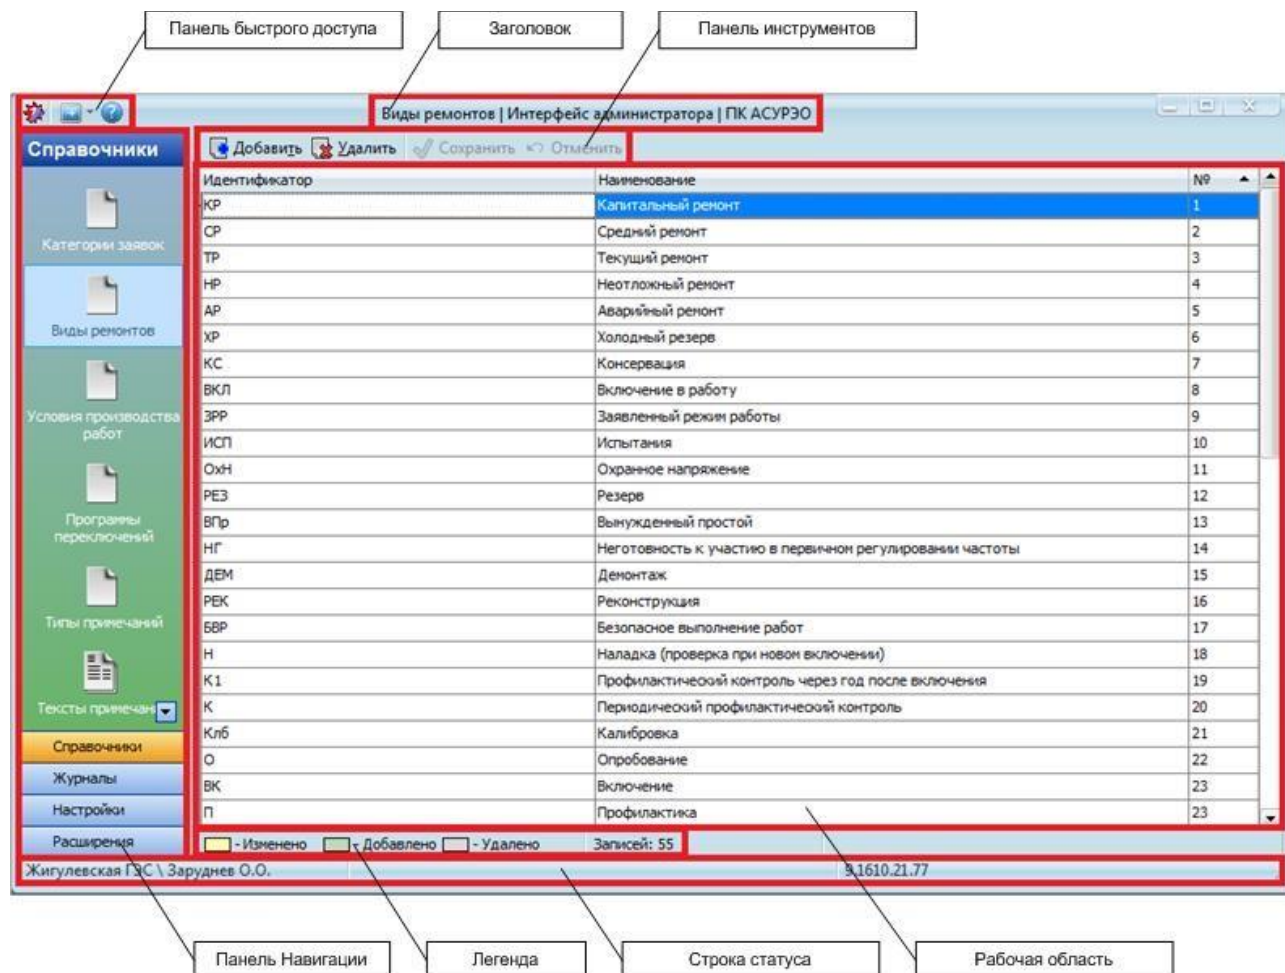 Панель быстрого доступа
Заголовок
Панель инструментов
Виды ремонтов | Интерфейс администратора | ПК АСУРЭО
Справочники
Добавить Удалить Сохранить Отменить
Идентификатор Наименование №
КР Капитальный ремонт 1
СР Средний ремонт 2
ТР Текущий ремонт 3
НР Неотложный ремонт 4
АР Аварийный ремонт 5
ХР Холодный резерв 6
КС Консервация 7
ВКЛ Включение в работу 8
ЗРР Заявленный режим работы 9
ИСП Испытания 10
ОхН Охранное напряжение 11
РЕЗ Резерв 12
ВПр Вынужденный простой 13
НГ Неготовность к участию в первичном регулировании частоты 14
ДЕМ Демонтаж 15
РЕК Реконструкция 16
БВР Безопасное выполнение работ 17
Н Наладка (проверка при новом включении) 18
К1 Профилактический контроль через год после включения 19
К Периодический профилактический контроль 20
Клб Калибровка 21
О Опробование 22
ВК Включение 23
П Профилактика 23
Категории заявок
Виды ремонтов
Условия производства
работ
Программы
переключений
Типы примечаний
Тексты примечан
Справочники
Журналы
Настройки
Расширения
- Изменено - Добавлено - Удалено Записей: 55
Жигулевская ГЭС \ Заруднев О.О. 9.1610.21.77
Панель Навигации
Легенда
Строка статуса
Рабочая область